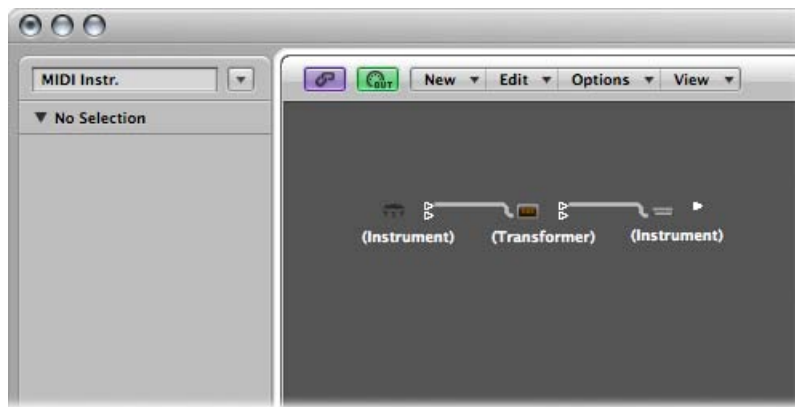 MIDI Instr.
No Selection
OUT New Edit Options View
(Instrument) (Transformer) (Instrument)